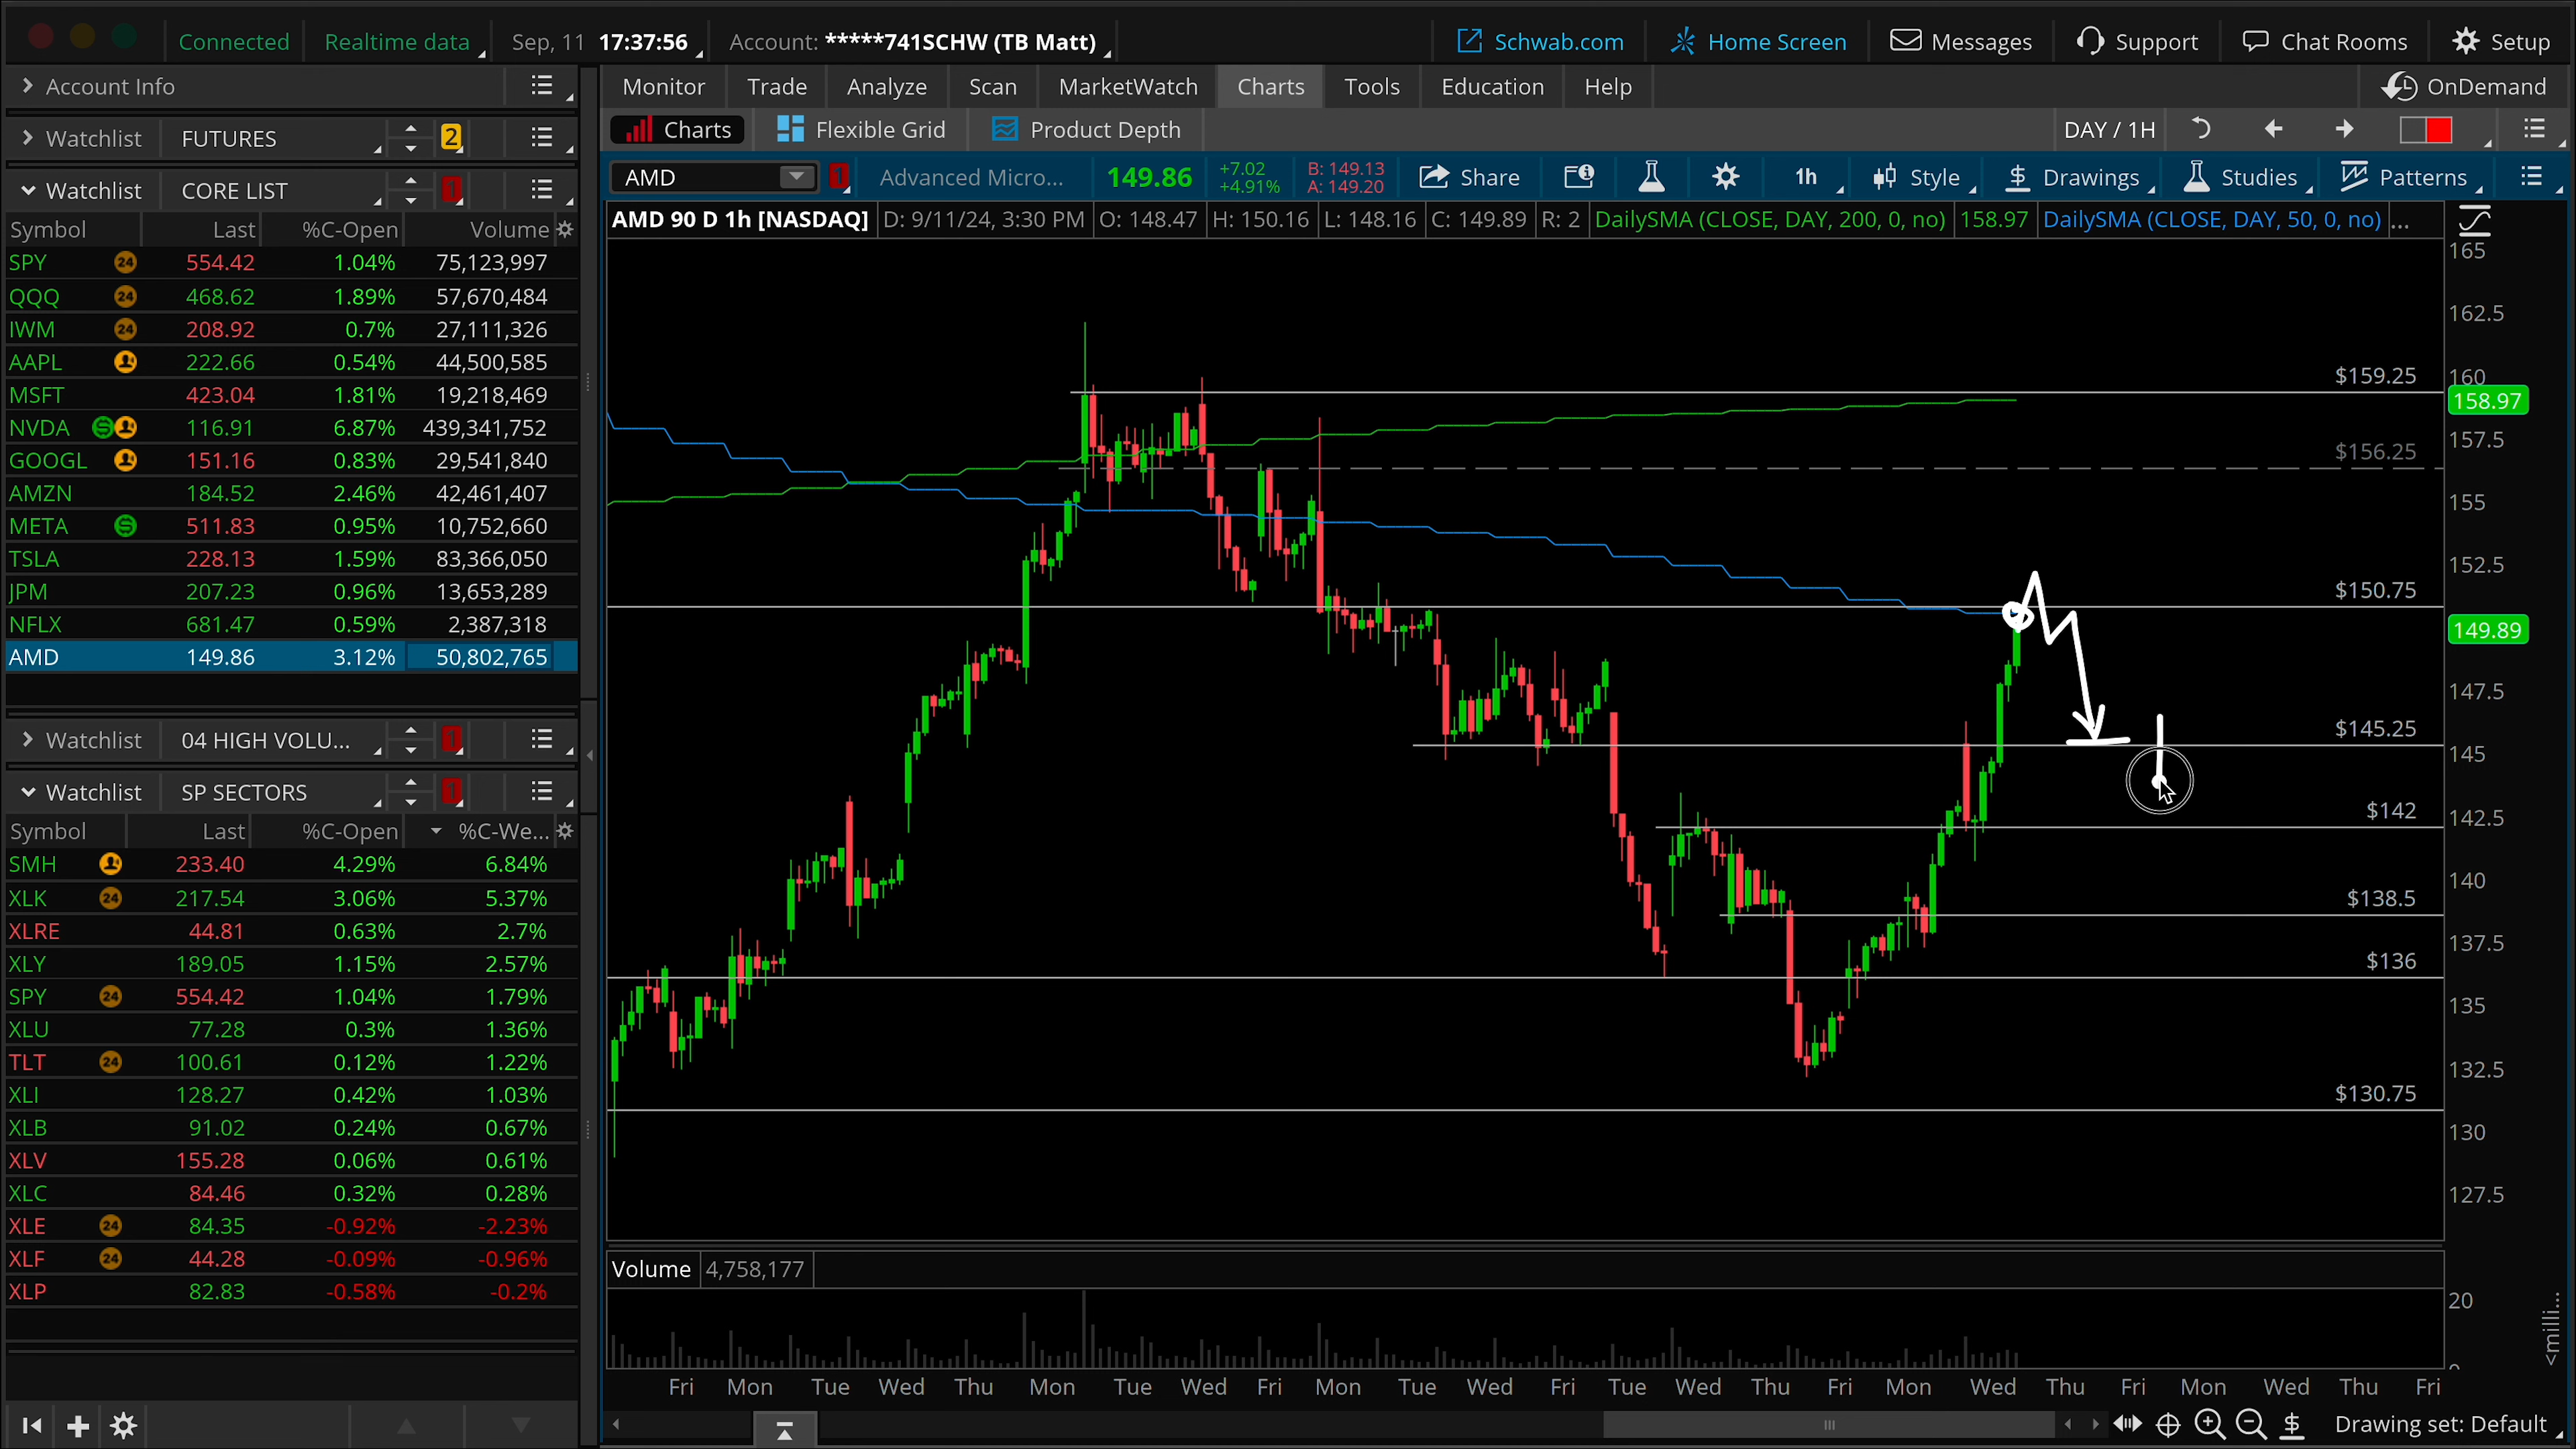 Connected Realtime data Sep, 11 17:37:56 Account: *****741SCHW (TB Matt) Schwab.com Home Screen Messages Support Chat Rooms Setup
Account Info
Monitor Trade Analyze Scan MarketWatch Charts Tools Education Help OnDemand
Watchlist FUTURES 2
Charts Flexible Grid Product Depth DAY / 1H
Watchlist CORE LIST 1
AMD 1 Advanced Micro... 149.86 +7.02 +4.91% B: 149.13 A: 149.20 Share 1h Style Drawings Studies Patterns
AMD 90 D 1h [NASDAQ] D: 9/11/24, 3:30 PM O: 148.47 H: 150.16 L: 148.16 C: 149.89 R: 2 DailySMA (CLOSE, DAY, 200, 0, no) 158.97 DailySMA (CLOSE, DAY, 50, 0, no) ...
Symbol Last %C-Open Volume
SPY 24 554.42 1.04% 75,123,997
QQQ 24 468.62 1.89% 57,670,484
IWM 24 208.92 0.7% 27,111,326
AAPL 222.66 0.54% 44,500,585
MSFT 423.04 1.81% 19,218,469
NVDA S 116.91 6.87% 439,341,752
GOOGL 151.16 0.83% 29,541,840
AMZN 184.52 2.46% 42,461,407
META S 511.83 0.95% 10,752,660
TSLA 228.13 1.59% 83,366,050
JPM 207.23 0.96% 13,653,289
NFLX 681.47 0.59% 2,387,318
AMD 149.86 3.12% 50,802,765
Watchlist 04 HIGH VOLU... 1
Watchlist SP SECTORS 1
Symbol Last %C-Open %C-We...
SMH 233.40 4.29% 6.84%
XLK 24 217.54 3.06% 5.37%
XLRE 44.81 0.63% 2.7%
XLY 189.05 1.15% 2.57%
SPY 24 554.42 1.04% 1.79%
XLU 77.28 0.3% 1.36%
TLT 24 100.61 0.12% 1.22%
XLI 128.27 0.42% 1.03%
XLB 91.02 0.24% 0.67%
XLV 155.28 0.06% 0.61%
XLC 84.46 0.32% 0.28%
XLE 24 84.35 -0.92% -2.23%
XLF 24 44.28 -0.09% -0.96%
XLP 82.83 -0.58% -0.2%
165
162.5
$159.25
160
158.97
157.5
$156.25
155
152.5
$150.75
149.89
147.5
$145.25
145
$142
142.5
140
$138.5
137.5
$136
135
132.5
$130.75
130
127.5
Volume 4,758,177
20
<milli...
0
Fri Mon Tue Wed Thu Mon Tue Wed Fri Mon Tue Wed Fri Tue Wed Thu Fri Mon Wed Thu Fri Mon Wed Thu Fri
Drawing set: Default